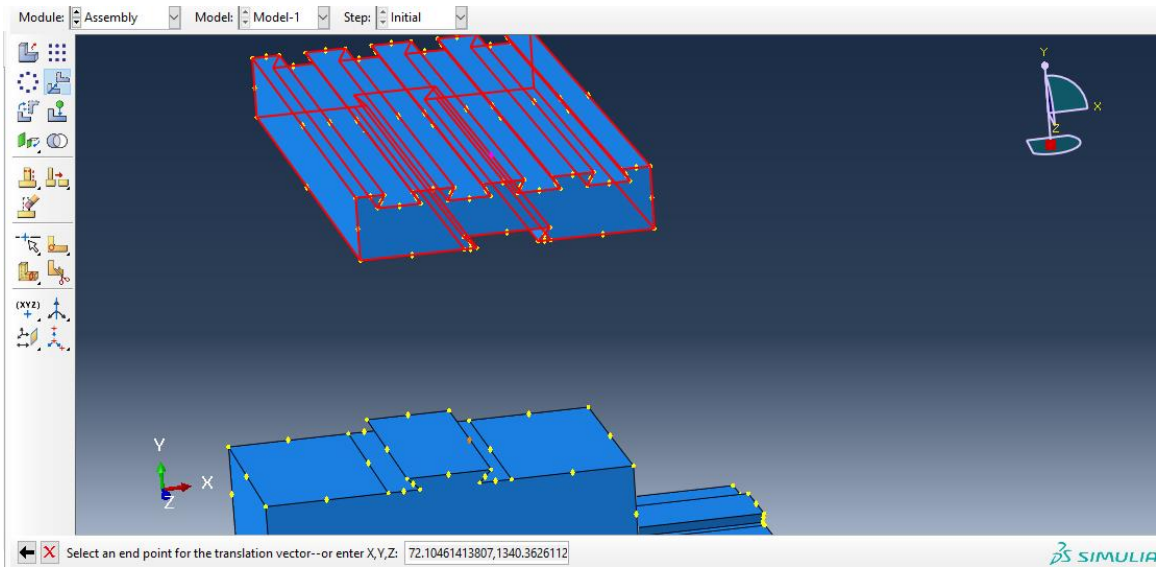 Module: Assembly Model: Model-1 Step: Initial
Y
X
Z
(XYZ)
Y
X
Z
Select an end point for the translation vector--or enter X,Y,Z: 72.10461413807,1340.3626112
SIMULIA